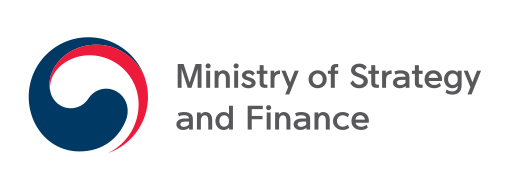 Ministry of Strategy
and Finance